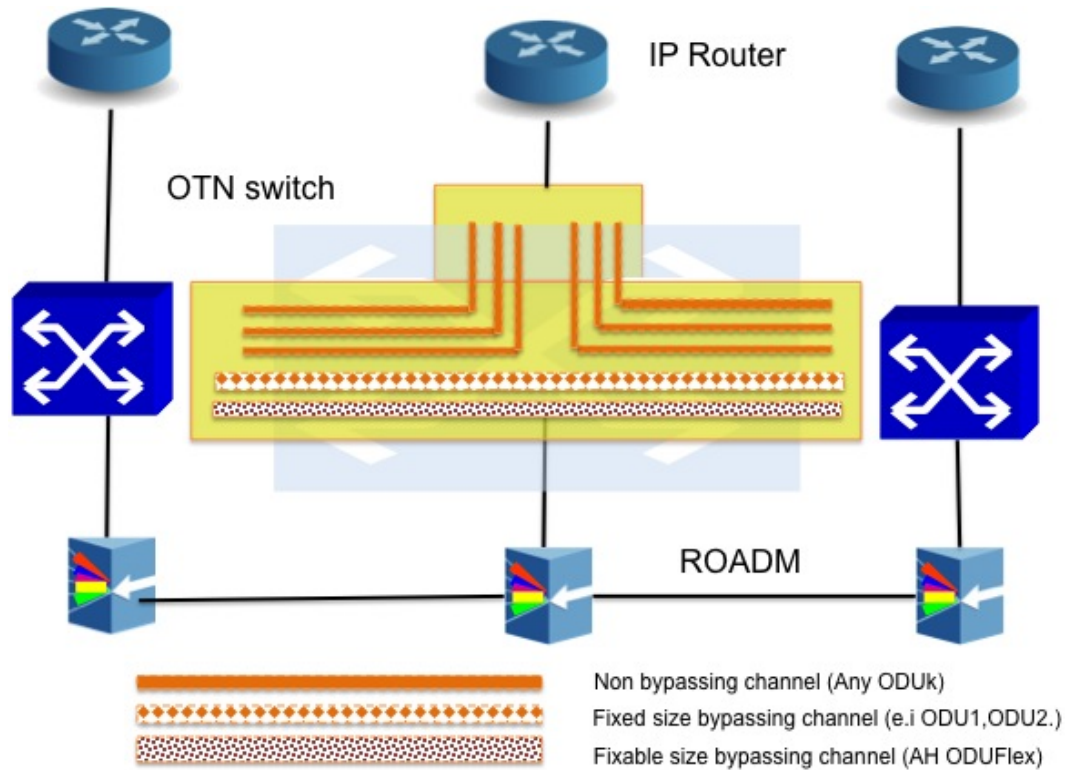 IP Router
OTN switch
ROADM
Non bypassing channel (Any ODUk)
Fixed size bypassing channel (e.i ODU1,ODU2.)
Fixable size bypassing channel (AH ODUFlex)